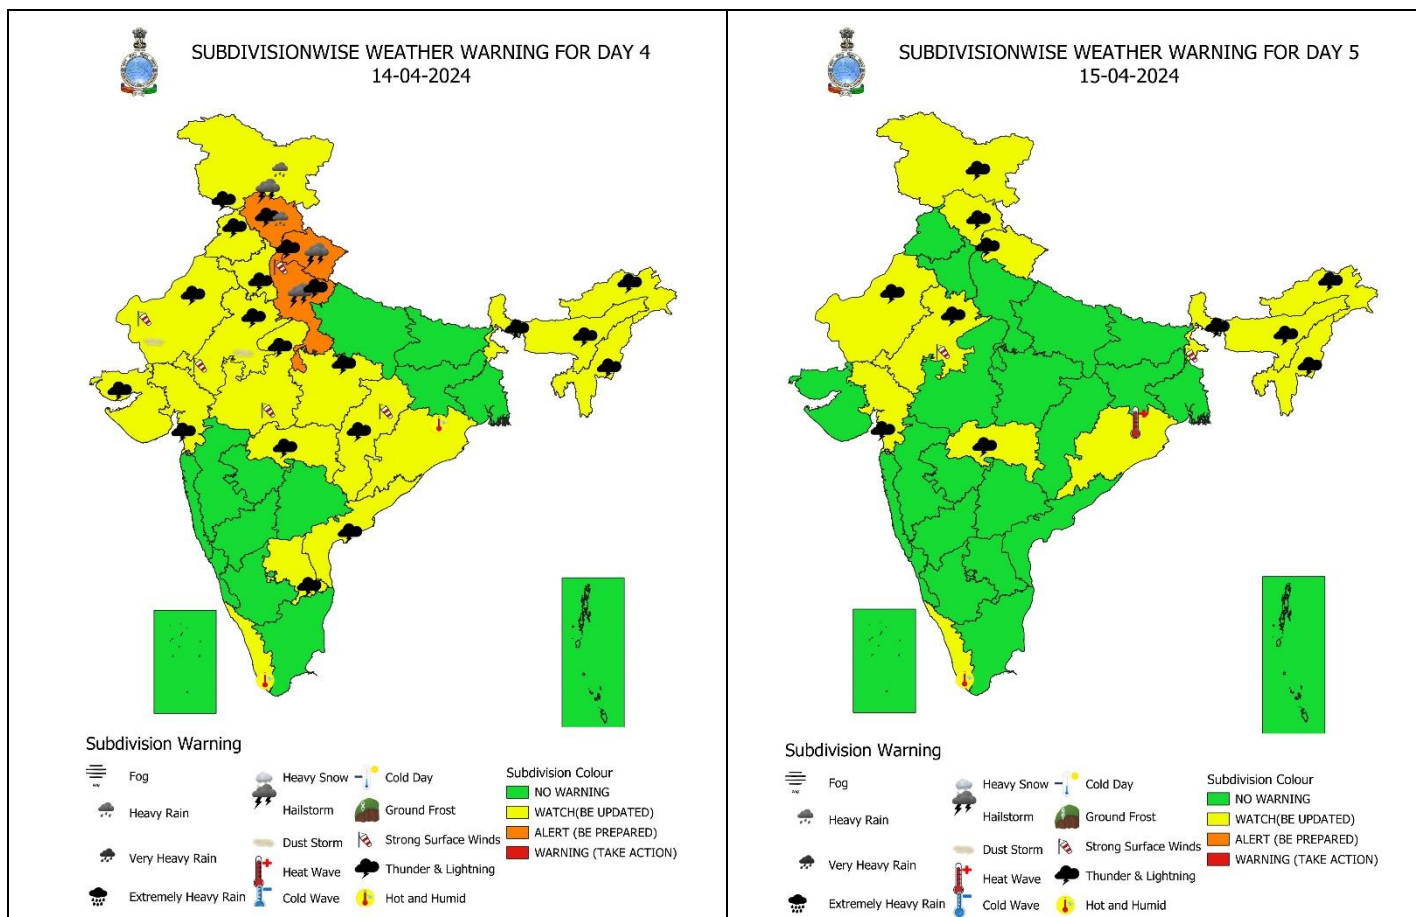 SUBDIVISIONWISE WEATHER WARNING FOR DAY 4
14-04-2024
Subdivision Warning
Fog
Heavy Rain
Very Heavy Rain
Extremely Heavy Rain
Heavy Snow
Hailstorm
Dust Storm
Heat Wave
Cold Wave
Cold Day
Ground Frost
Strong Surface Winds
Thunder & Lightning
Hot and Humid
Subdivision Colour
NO WARNING
WATCH(BE UPDATED)
ALERT (BE PREPARED)
WARNING (TAKE ACTION)
SUBDIVISIONWISE WEATHER WARNING FOR DAY 5
15-04-2024
Subdivision Warning
Fog
Heavy Rain
Very Heavy Rain
Extremely Heavy Rain
Heavy Snow
Hailstorm
Dust Storm
Heat Wave
Cold Wave
Cold Day
Ground Frost
Strong Surface Winds
Thunder & Lightning
Hot and Humid
Subdivision Colour
NO WARNING
WATCH(BE UPDATED)
ALERT (BE PREPARED)
WARNING (TAKE ACTION)